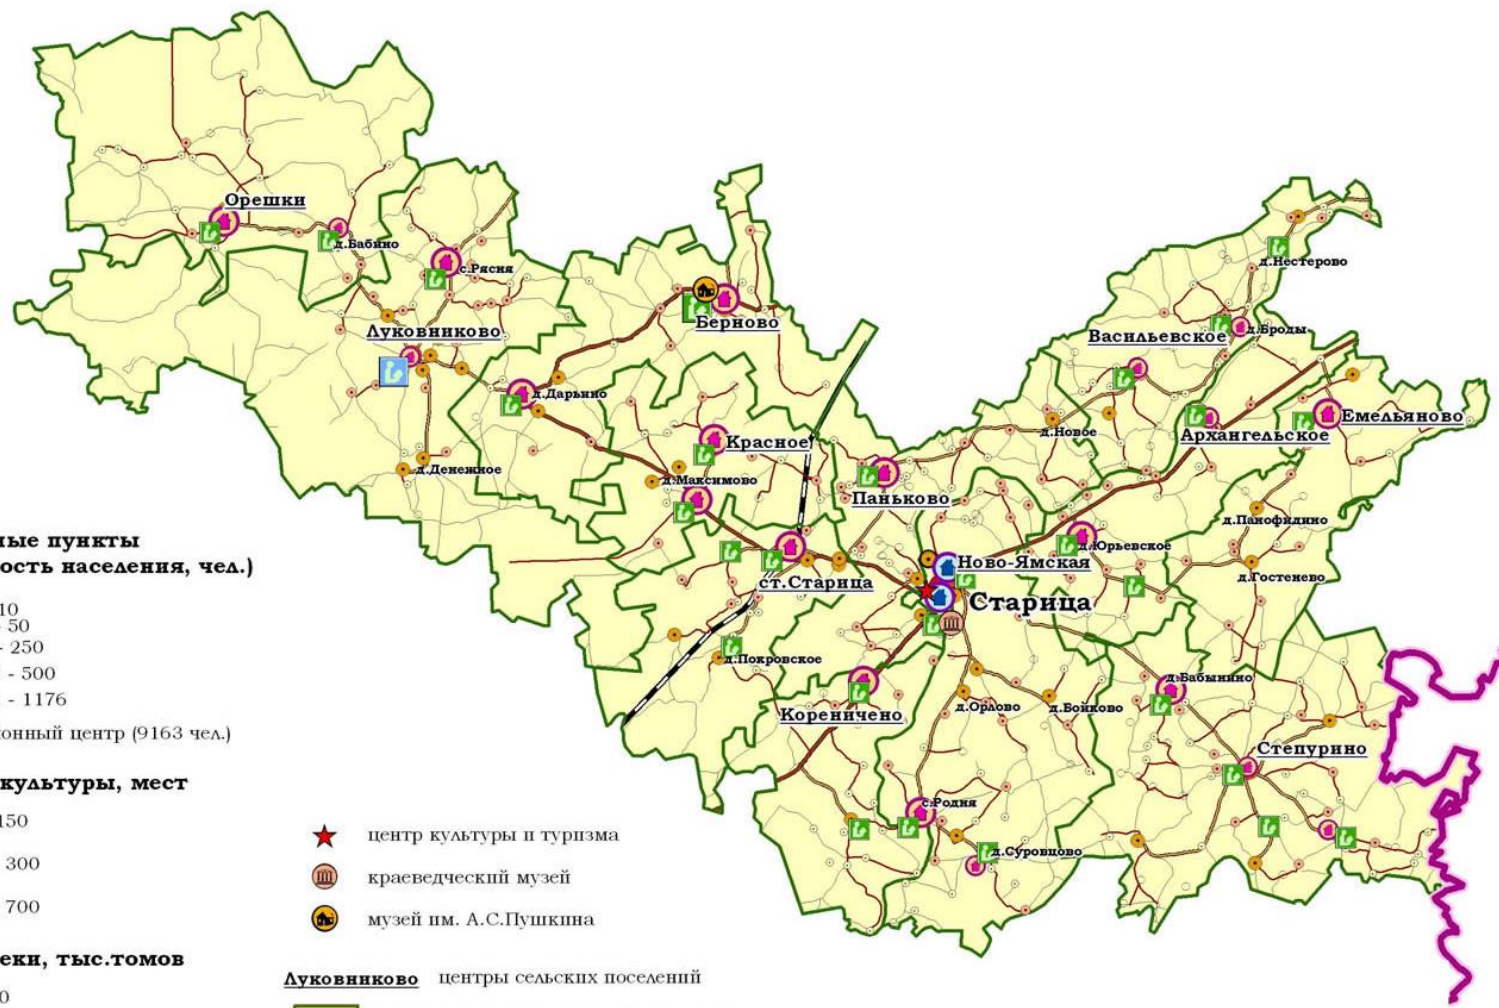 Орешки
д.Бабино
с.Рясня
Луковниково
Берново
д.Дарьино
д.Денежное
Красное
д.Максимово
Паньково
ст.Старица
Ново-Ямская
Старица
д.Покровское
Кореничено
д.Орлово
д.Бойково
с.Родня
д.Суровцово
д.Нестерово
Васильевское
д.Броды
д.Новое
Архангельское
Емельяново
д.Панофидино
д.Юрьевское
д.Гостенево
д.Бабынино
Степурино
ные пункты
ость населения, чел.)
10
50
- 250
- 500
- 1176
онный центр (9163 чел.)
культуры, мест
150
300
700
еки, тыс.томов
0
центр культуры и туризма
краеведческий музей
музей им. А.С.Пушкина
Луковниково центры сельских поселений